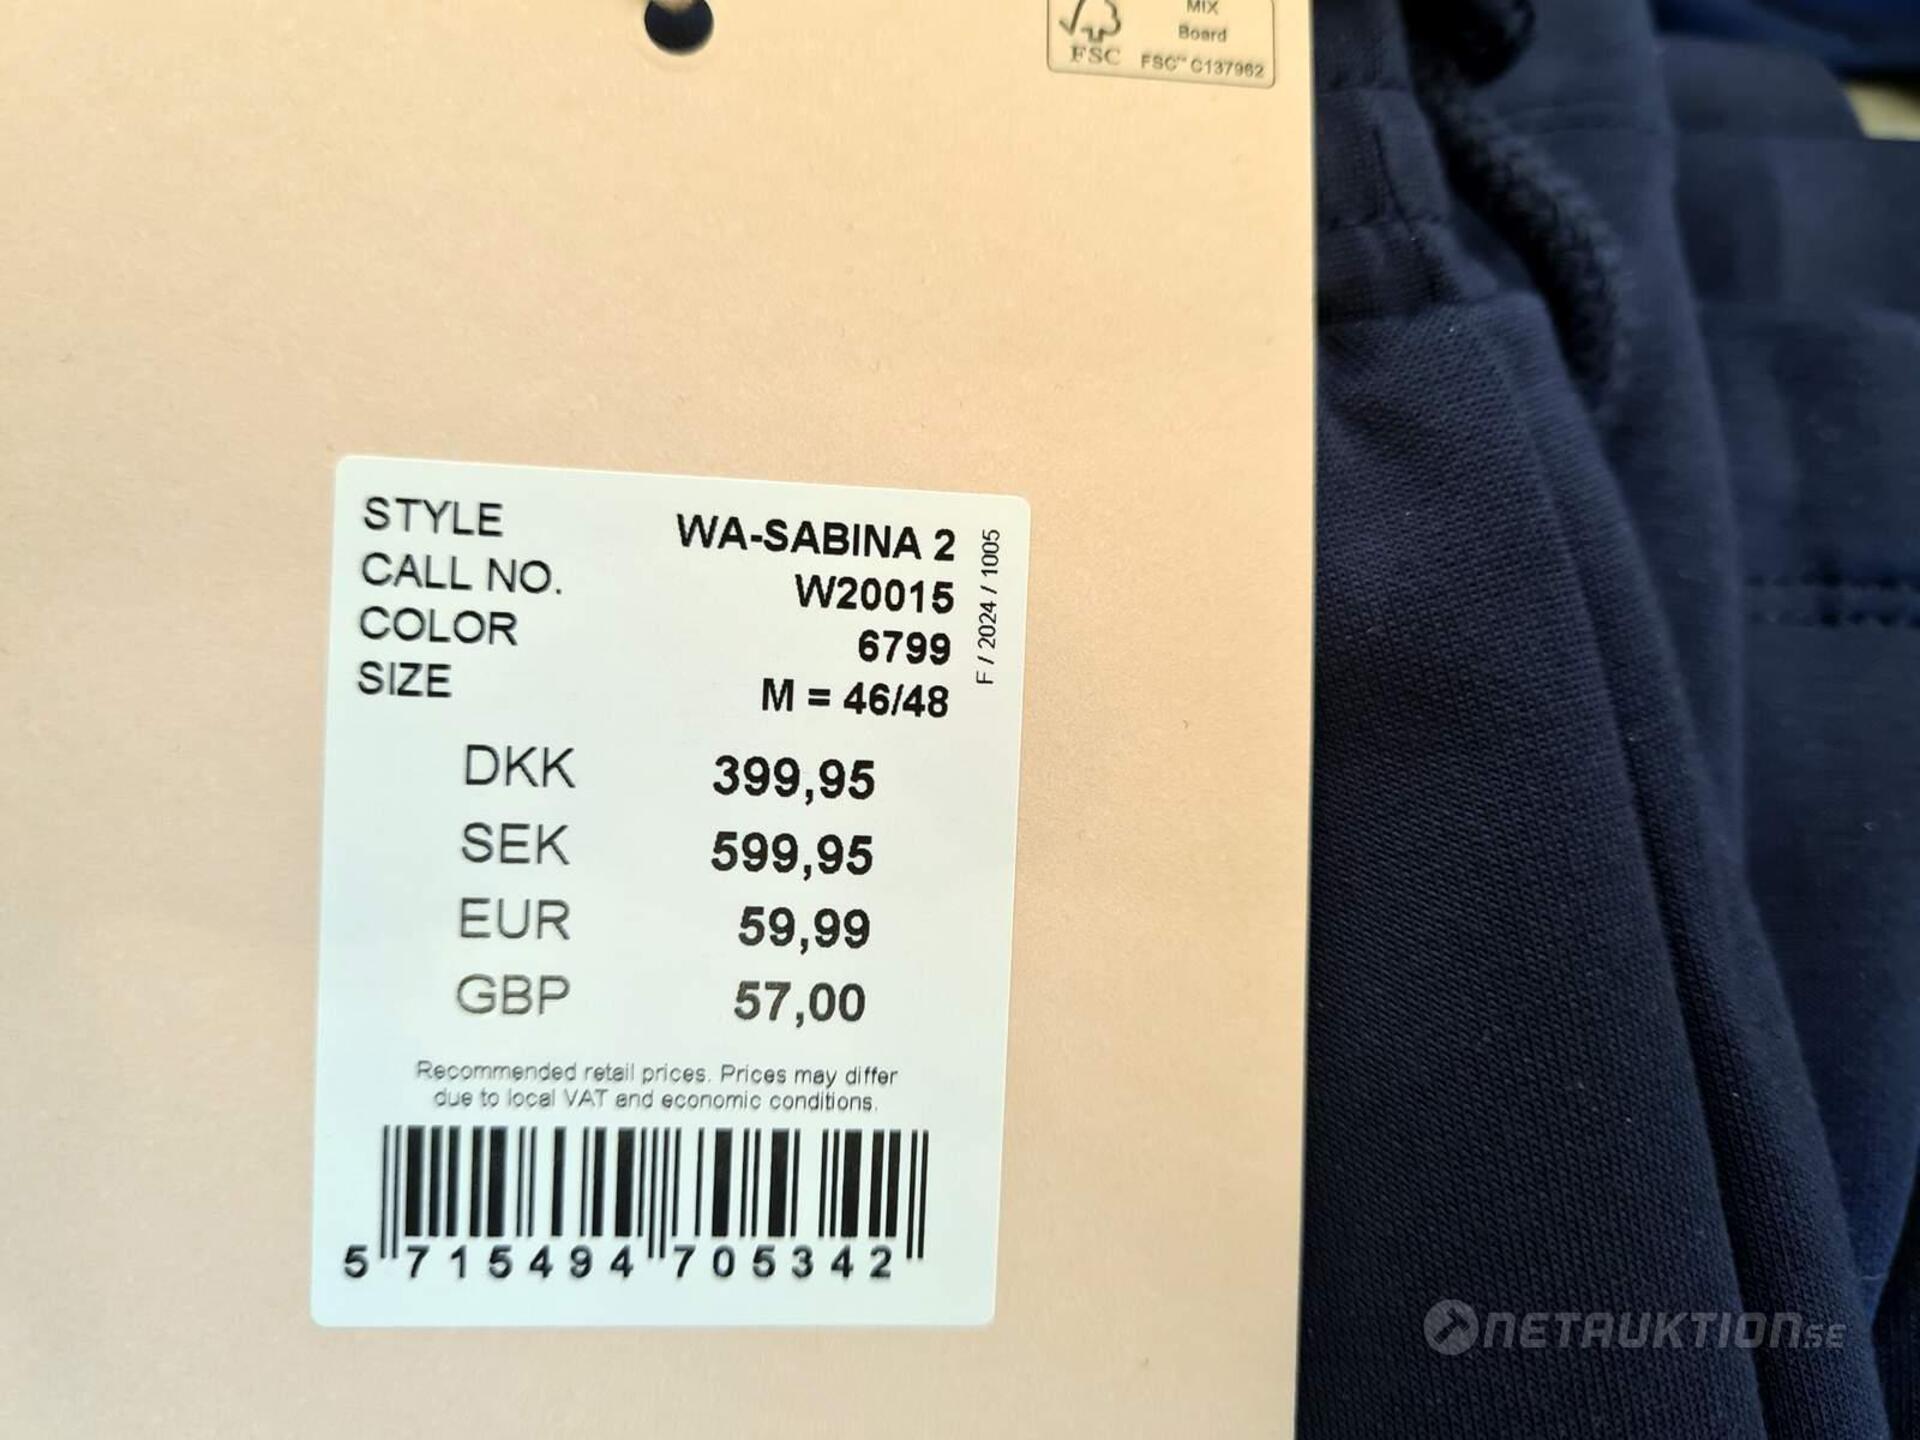 MIX
Board
FSC
FSC™ C137962
STYLE WA-SABINA 2
CALL NO. W20015
COLOR 6799
SIZE M = 46/48
F / 2024 / 1005
DKK 399,95
SEK 599,95
EUR 59,99
GBP 57,00
Recommended retail prices. Prices may differ
due to local VAT and economic conditions.
5 715494 705342
NETAUKTION.SE